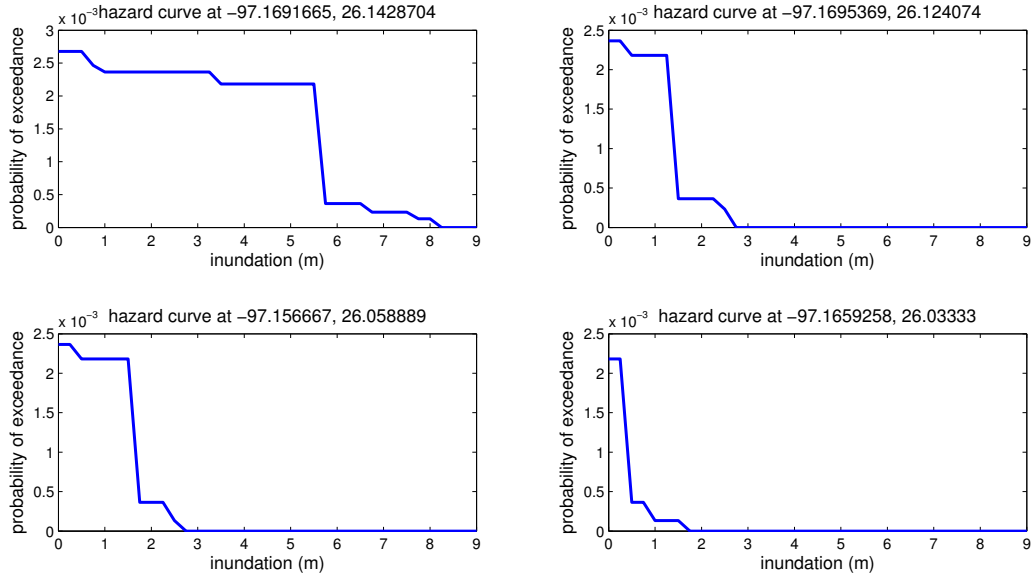 x 10⁻³ hazard curve at −97.1691665, 26.1428704
3
2.5
2
1.5
1
0.5
0
probability of exceedance
0 1 2 3 4 5 6 7 8 9
inundation (m)
x 10⁻³ hazard curve at −97.1695369, 26.124074
2.5
2
1.5
1
0.5
0
probability of exceedance
0 1 2 3 4 5 6 7 8 9
inundation (m)
x 10⁻³ hazard curve at −97.156667, 26.058889
2.5
2
1.5
1
0.5
0
probability of exceedance
0 1 2 3 4 5 6 7 8 9
inundation (m)
x 10⁻³ hazard curve at −97.1659258, 26.03333
2.5
2
1.5
1
0.5
0
probability of exceedance
0 1 2 3 4 5 6 7 8 9
inundation (m)